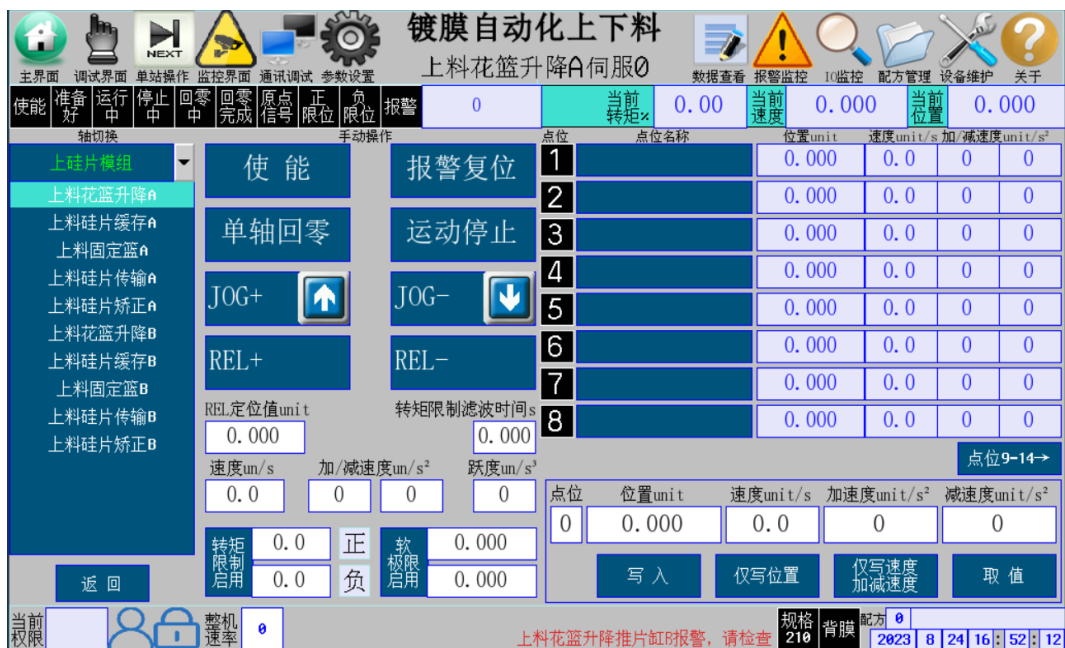 镀膜自动化上下料
上料花篮升降A伺服0
NEXT
主界面 调试界面 单站操作 监控界面 通讯调试 参数设置 数据查看 报警监控 IO监控 配方管理 设备维护 关于
使能 准备好 运行中 停止中 回零中 回零完成 原点信号 正限位 负限位 报警 0 当前转矩% 0.00 当前速度 0.000 当前位置 0.000
轴切换 手动操作 点位 点位名称 位置unit 速度unit/s 加/减速度unit/s²
上硅片模组
上料花篮升降A
上料硅片缓存A
上料固定篮A
上料硅片传输A
上料硅片矫正A
上料花篮升降B
上料硅片缓存B
上料固定篮B
上料硅片传输B
上料硅片矫正B
返回
使能 报警复位
单轴回零 运动停止
JOG+ JOG-
REL+ REL-
REL定位值unit 转矩限制滤波时间s
0.000 0.000
速度un/s 加/减速度un/s² 跃度un/s³
0.0 0 0 0
转矩限制启用 0.0 正 软极限启用 0.000
0.0 负 0.000
1 0.000 0.0 0 0
2 0.000 0.0 0 0
3 0.000 0.0 0 0
4 0.000 0.0 0 0
5 0.000 0.0 0 0
6 0.000 0.0 0 0
7 0.000 0.0 0 0
8 0.000 0.0 0 0
点位9-14→
点位 位置unit 速度unit/s 加速度unit/s² 减速度unit/s²
0 0.000 0.0 0 0
写入 仅写位置 仅写速度加减速度 取值
当前权限 整机速率 0 上料花篮升降推片缸B报警，请检查 规格210 背膜 配方 0
2023 8 24 16:52:12